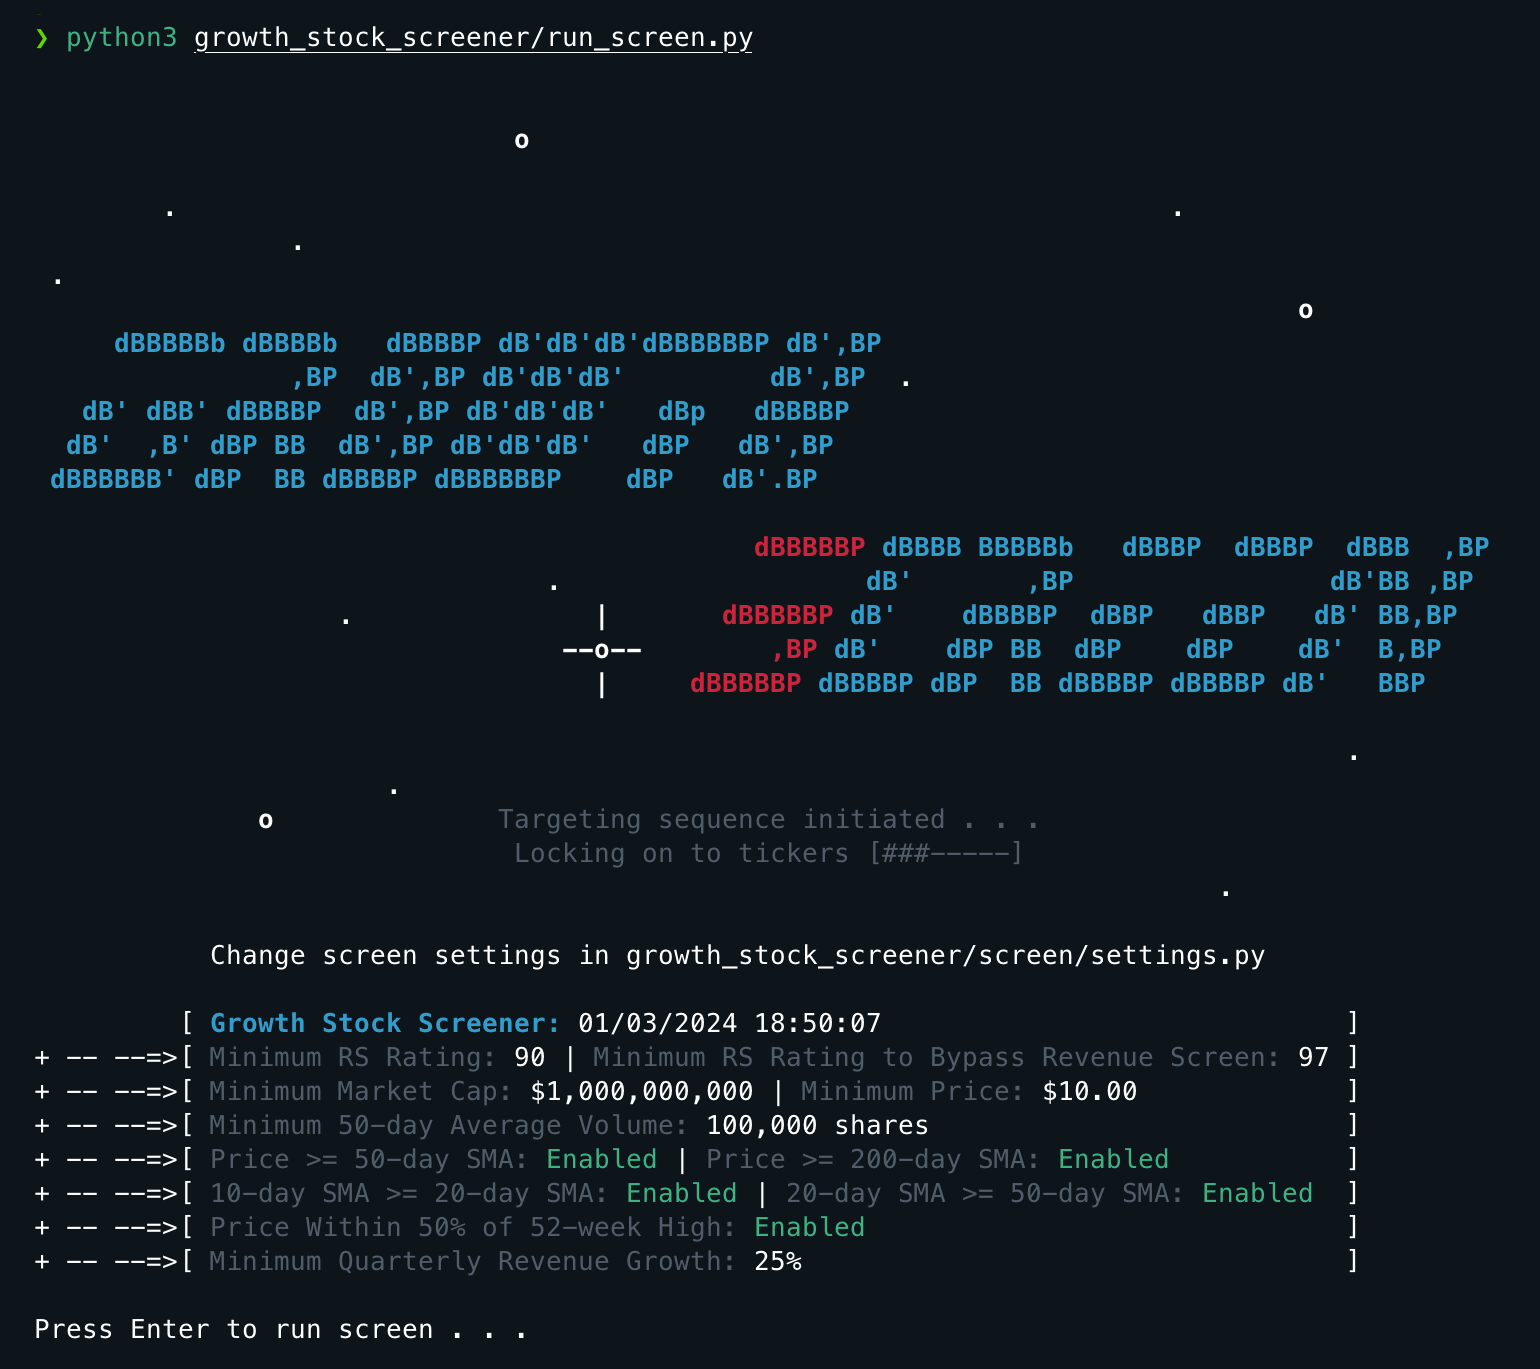 ❯ python3 growth_stock_screener/run_screen.py
o
. .
.
.
o
dBBBBBb dBBBBb   dBBBBP dB'dB'dB'dBBBBBBP dB',BP
,BP  dB',BP dB'dB'dB'         dB',BP  .
dB' dBB' dBBBBP  dB',BP dB'dB'dB'   dBp   dBBBBP
dB'  ,B' dBP BB  dB',BP dB'dB'dB'   dBP   dB',BP
dBBBBBB' dBP  BB dBBBBP dBBBBBBP    dBP   dB'.BP
dBBBBBP dBBBB BBBBBb   dBBBP  dBBBP  dBBB  ,BP
. dB'       ,BP                dB'BB ,BP
. | dBBBBBBP dB'    dBBBBP  dBBP   dBBP   dB' BB,BP
--o-- ,BP dB'    dBP BB  dBP    dBP    dB'  B,BP
| dBBBBBP dBBBBP dBP  BB dBBBBP dBBBBP dB'   BBP
.
.
o Targeting sequence initiated . . .
Locking on to tickers [###-----]
.
Change screen settings in growth_stock_screener/screen/settings.py
[ Growth Stock Screener: 01/03/2024 18:50:07 ]
+ -- --=>[ Minimum RS Rating: 90 | Minimum RS Rating to Bypass Revenue Screen: 97 ]
+ -- --=>[ Minimum Market Cap: $1,000,000,000 | Minimum Price: $10.00 ]
+ -- --=>[ Minimum 50-day Average Volume: 100,000 shares ]
+ -- --=>[ Price >= 50-day SMA: Enabled | Price >= 200-day SMA: Enabled ]
+ -- --=>[ 10-day SMA >= 20-day SMA: Enabled | 20-day SMA >= 50-day SMA: Enabled ]
+ -- --=>[ Price Within 50% of 52-week High: Enabled ]
+ -- --=>[ Minimum Quarterly Revenue Growth: 25% ]
Press Enter to run screen . . .